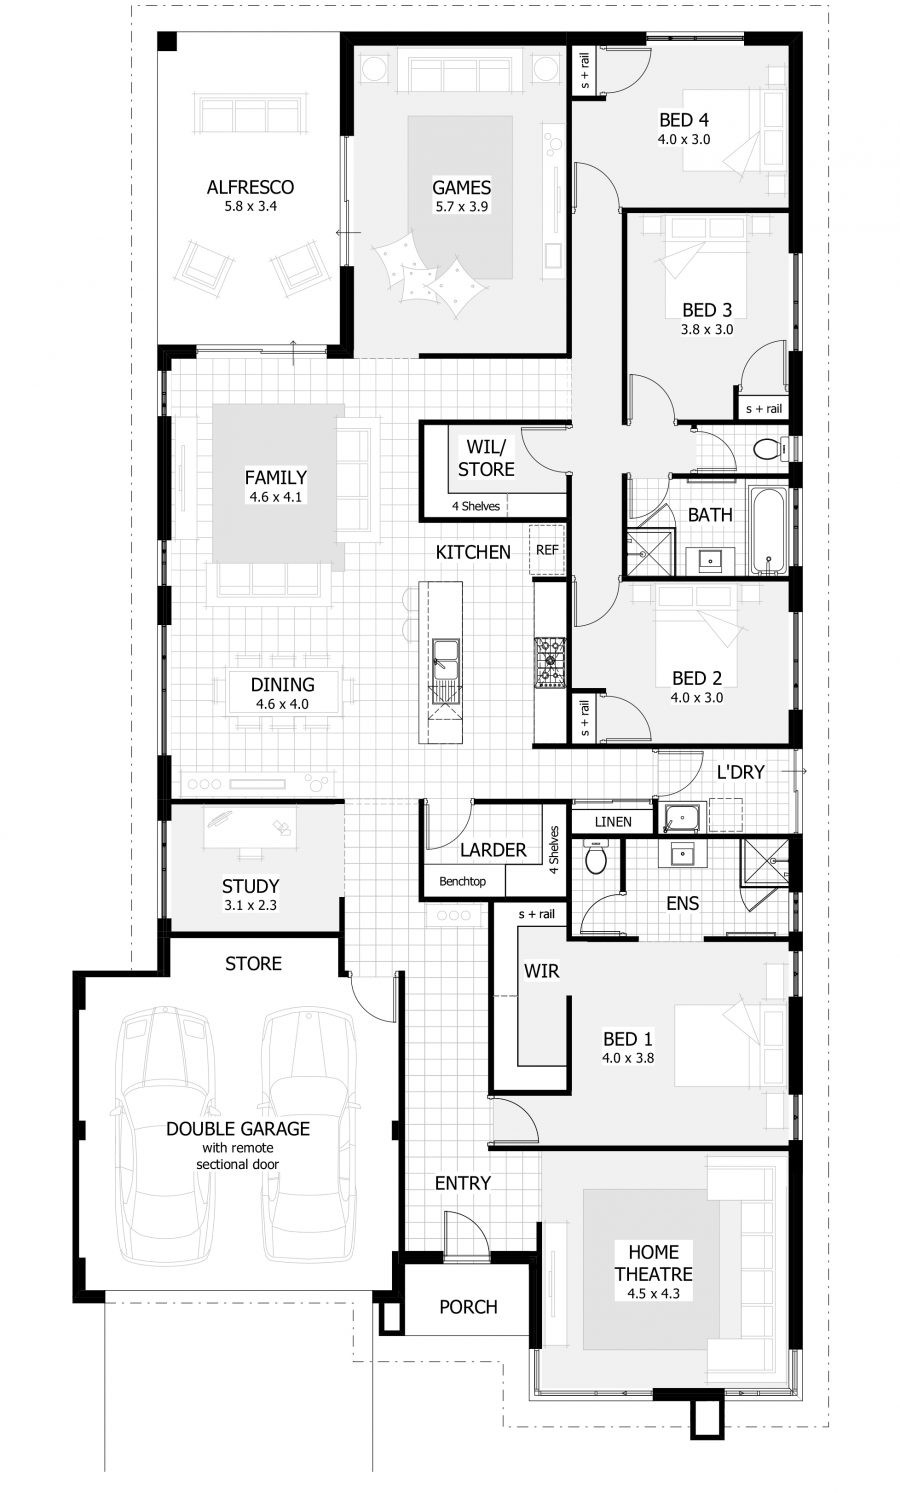 s + rail
BED 4
4.0 x 3.0
ALFRESCO
5.8 x 3.4
GAMES
5.7 x 3.9
BED 3
3.8 x 3.0
s + rail
WIL/
STORE
4 Shelves
FAMILY
4.6 x 4.1
BATH
KITCHEN
REF
BED 2
4.0 x 3.0
s + rail
DINING
4.6 x 4.0
L'DRY
LINEN
LARDER
4 Shelves
Benchtop
STUDY
3.1 x 2.3
ENS
s + rail
STORE
WIR
BED 1
4.0 x 3.8
DOUBLE GARAGE
with remote
sectional door
ENTRY
HOME
THEATRE
4.5 x 4.3
PORCH